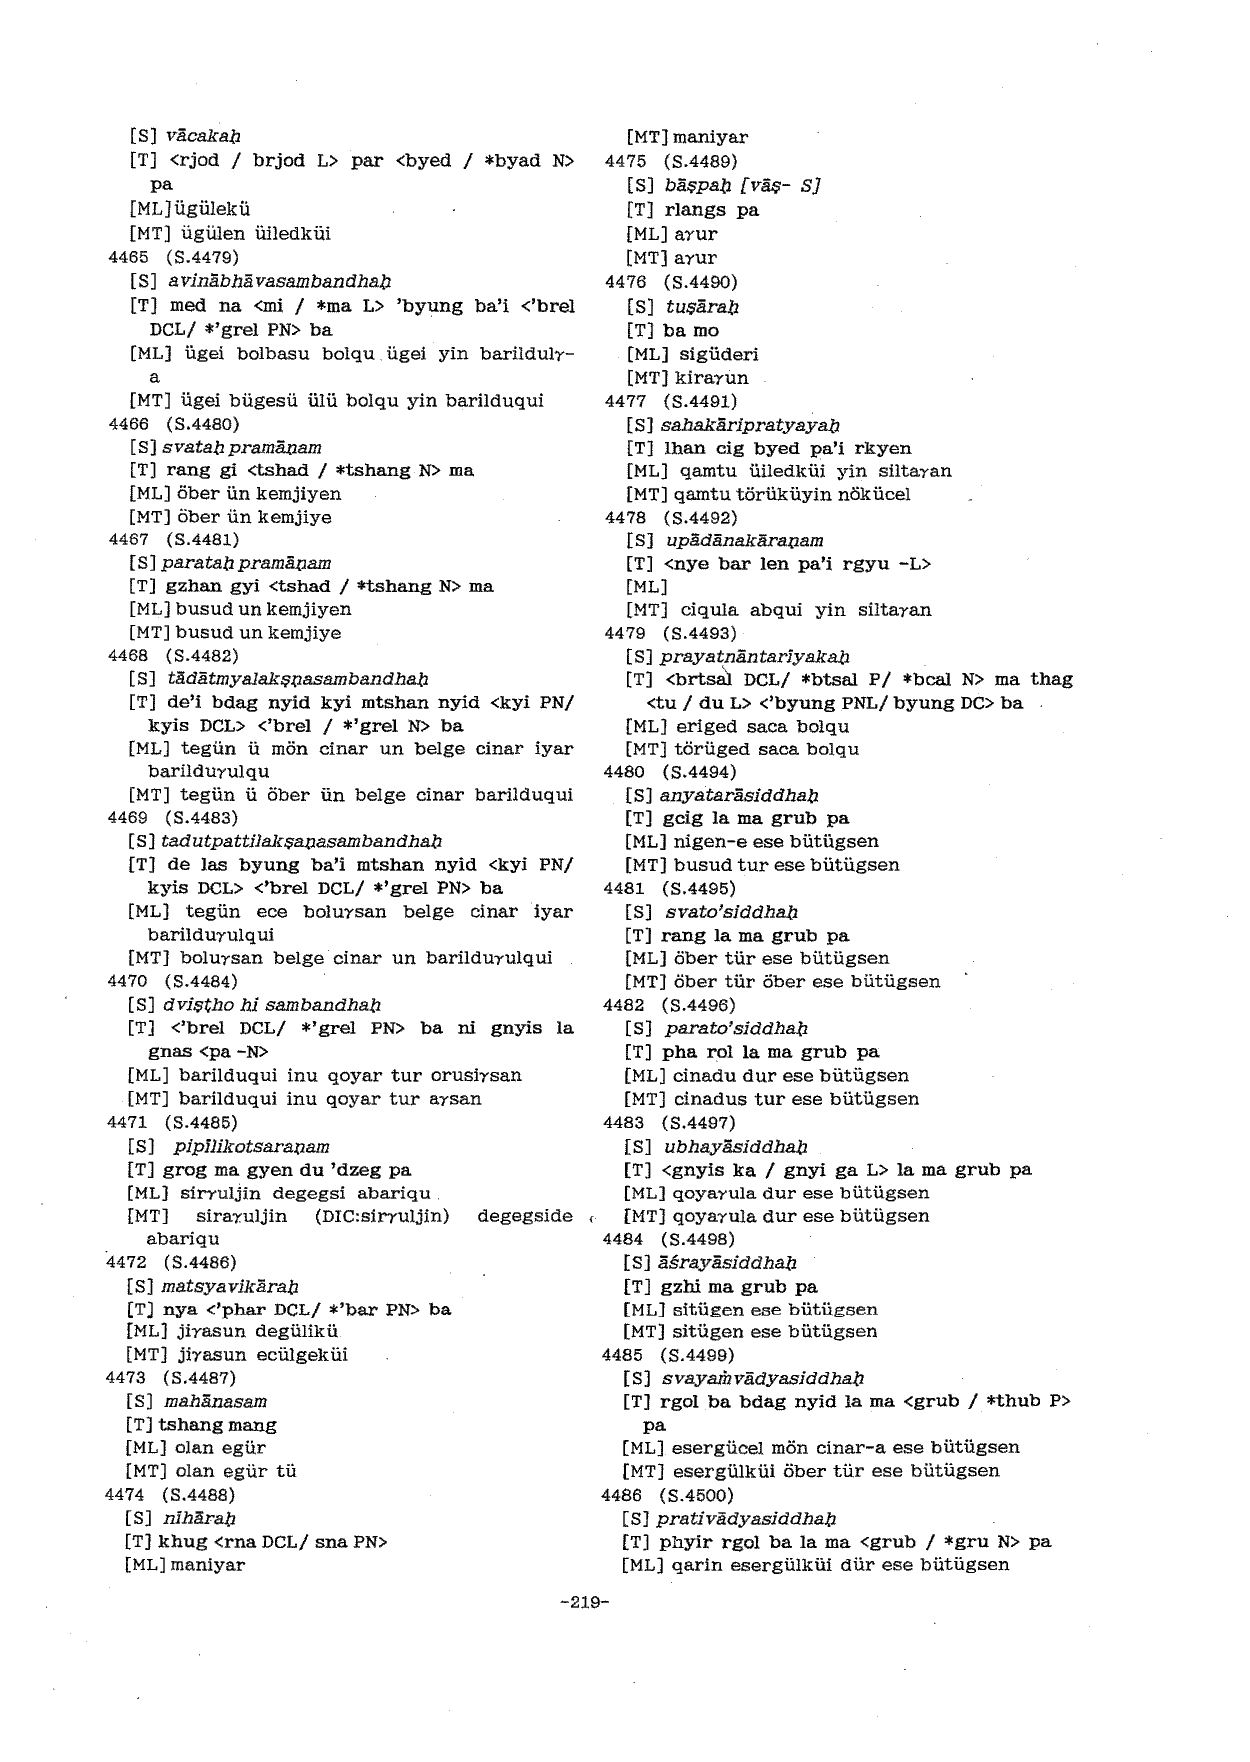 [S] vācakaḥ
[T] <rjod / brjod L> par <byed / *byad N>
pa
[ML]ügülekü
[MT] ügülen üiledküi
4465 (S.4479)
[S] avinābhāvasambandhaḥ
[T] med na <mi / *ma L> 'byung ba'i <'brel
DCL/ *'grel PN> ba
[ML] ügei bolbasu bolqu ügei yin barilduly-
a
[MT] ügei bügesü ülü bolqu yin barilduqui
4466 (S.4480)
[S] svataḥ pramāṇam
[T] rang gi <tshad / *tshang N> ma
[ML] öber ün kemjiyen
[MT] öber ün kemjiye
4467 (S.4481)
[S] parataḥ pramāṇam
[T] gzhan gyi <tshad / *tshang N> ma
[ML] busud un kemjiyen
[MT] busud un kemjiye
4468 (S.4482)
[S] tādātmyalakṣṇasambandhaḥ
[T] de'i bdag nyid kyi mtshan nyid <kyi PN/
kyis DCL> <'brel / *'grel N> ba
[ML] tegün ü mön cinar un belge cinar iyar
barilduγulqu
[MT] tegün ü öber ün belge cinar barilduqui
4469 (S.4483)
[S] tadutpattilakṣaṇasambandhaḥ
[T] de las byung ba'i mtshan nyid <kyi PN/
kyis DCL> <'brel DCL/ *'grel PN> ba
[ML] tegün ece boluγsan belge cinar iyar
barilduγulqui
[MT] boluγsan belge cinar un barilduγulqui
4470 (S.4484)
[S] dviṣṭho hi sambandhaḥ
[T] <'brel DCL/ *'grel PN> ba ni gnyis la
gnas <pa -N>
[ML] barilduqui inu qoyar tur orusiγsan
[MT] barilduqui inu qoyar tur aγsan
4471 (S.4485)
[S] pipīlikotsaraṇam
[T] grog ma gyen du 'dzeg pa
[ML] sirγuljin degegsi abariqu
[MT] siraγuljin (DIC:sirγuljin) degegside
abariqu
4472 (S.4486)
[S] matsyavikāraḥ
[T] nya <'phar DCL/ *'bar PN> ba
[ML] jiγasun degülikü
[MT] jiγasun ecülgeküi
4473 (S.4487)
[S] mahānasam
[T] tshang mang
[ML] olan egür
[MT] olan egür tü
4474 (S.4488)
[S] nīhāraḥ
[T] khug <rna DCL/ sna PN>
[ML] maniyar
[MT] maniyar
4475 (S.4489)
[S] bāṣpaḥ [vāṣ- S]
[T] rlangs pa
[ML] aγur
[MT] aγur
4476 (S.4490)
[S] tuṣāraḥ
[T] ba mo
[ML] sigüderi
[MT] kiraγun
4477 (S.4491)
[S] sahakāripratyayaḥ
[T] lhan cig byed pa'i rkyen
[ML] qamtu üiledküi yin siltaγan
[MT] qamtu törüküyin nökücel
4478 (S.4492)
[S] upādānakāraṇam
[T] <nye bar len pa'i rgyu -L>
[ML]
[MT] ciqula abqui yin siltaγan
4479 (S.4493)
[S] prayatnāntariyakaḥ
[T] <brtsal DCL/ *btsal P/ *bcal N> ma thag
<tu / du L> <'byung PNL/ byung DC> ba
[ML] eriged saca bolqu
[MT] törüged saca bolqu
4480 (S.4494)
[S] anyatarāsiddhaḥ
[T] gcig la ma grub pa
[ML] nigen-e ese bütügsen
[MT] busud tur ese bütügsen
4481 (S.4495)
[S] svato'siddhaḥ
[T] rang la ma grub pa
[ML] öber tür ese bütügsen
[MT] öber tür öber ese bütügsen
4482 (S.4496)
[S] parato'siddhaḥ
[T] pha rol la ma grub pa
[ML] cinadu dur ese bütügsen
[MT] cinadus tur ese bütügsen
4483 (S.4497)
[S] ubhayāsiddhaḥ
[T] <gnyis ka / gnyi ga L> la ma grub pa
[ML] qoyaγula dur ese bütügsen
[MT] qoyaγula dur ese bütügsen
4484 (S.4498)
[S] āśrayāsiddhaḥ
[T] gzhi ma grub pa
[ML] sitügen ese bütügsen
[MT] sitügen ese bütügsen
4485 (S.4499)
[S] svayaṁvādyasiddhaḥ
[T] rgol ba bdag nyid la ma <grub / *thub P>
pa
[ML] esergücel mön cinar-a ese bütügsen
[MT] esergülküi öber tür ese bütügsen
4486 (S.4500)
[S] prativādyasiddhaḥ
[T] phyir rgol ba la ma <grub / *gru N> pa
[ML] qarin esergülküi dür ese bütügsen
-219-